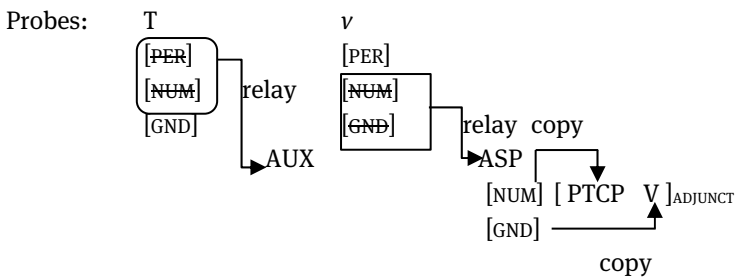 Probes: T v
[PER] [PER]
[NUM] relay [NUM]
[GND] [GND] relay copy
AUX ASP
[NUM] [ PTCP V ]ADJUNCT
[GND]
copy